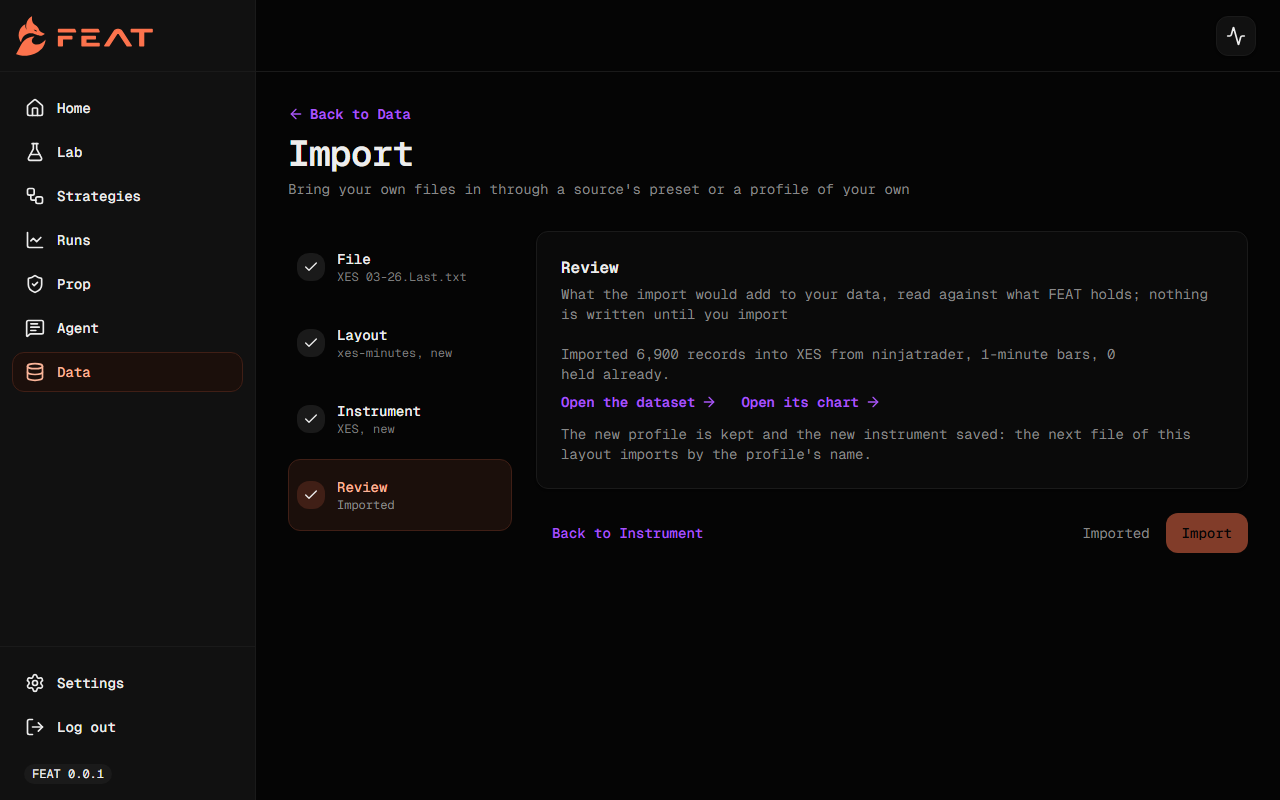 FEAT
Home
Lab
Strategies
Runs
Prop
Agent
Data
Settings
Log out
FEAT 0.0.1
Back to Data
Import
Bring your own files in through a source's preset or a profile of your own
File
XES 03-26.Last.txt
Layout
xes-minutes, new
Instrument
XES, new
Review
Imported
Review
What the import would add to your data, read against what FEAT holds; nothing
is written until you import
Imported 6,900 records into XES from ninjatrader, 1-minute bars, 0
held already.
Open the dataset → Open its chart →
The new profile is kept and the new instrument saved: the next file of this
layout imports by the profile's name.
Back to Instrument
Imported
Import